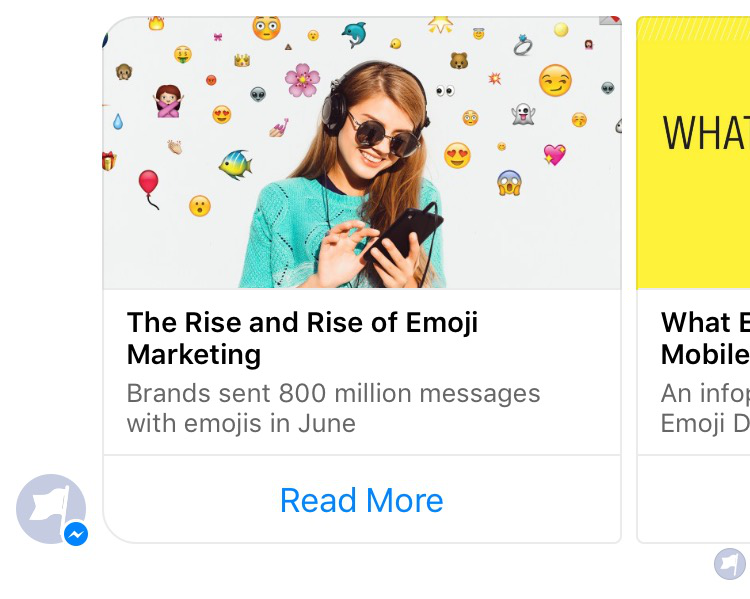 The Rise and Rise of Emoji
Marketing
Brands sent 800 million messages
with emojis in June
Read More
WHAT
What E
Mobile
An infop
Emoji D